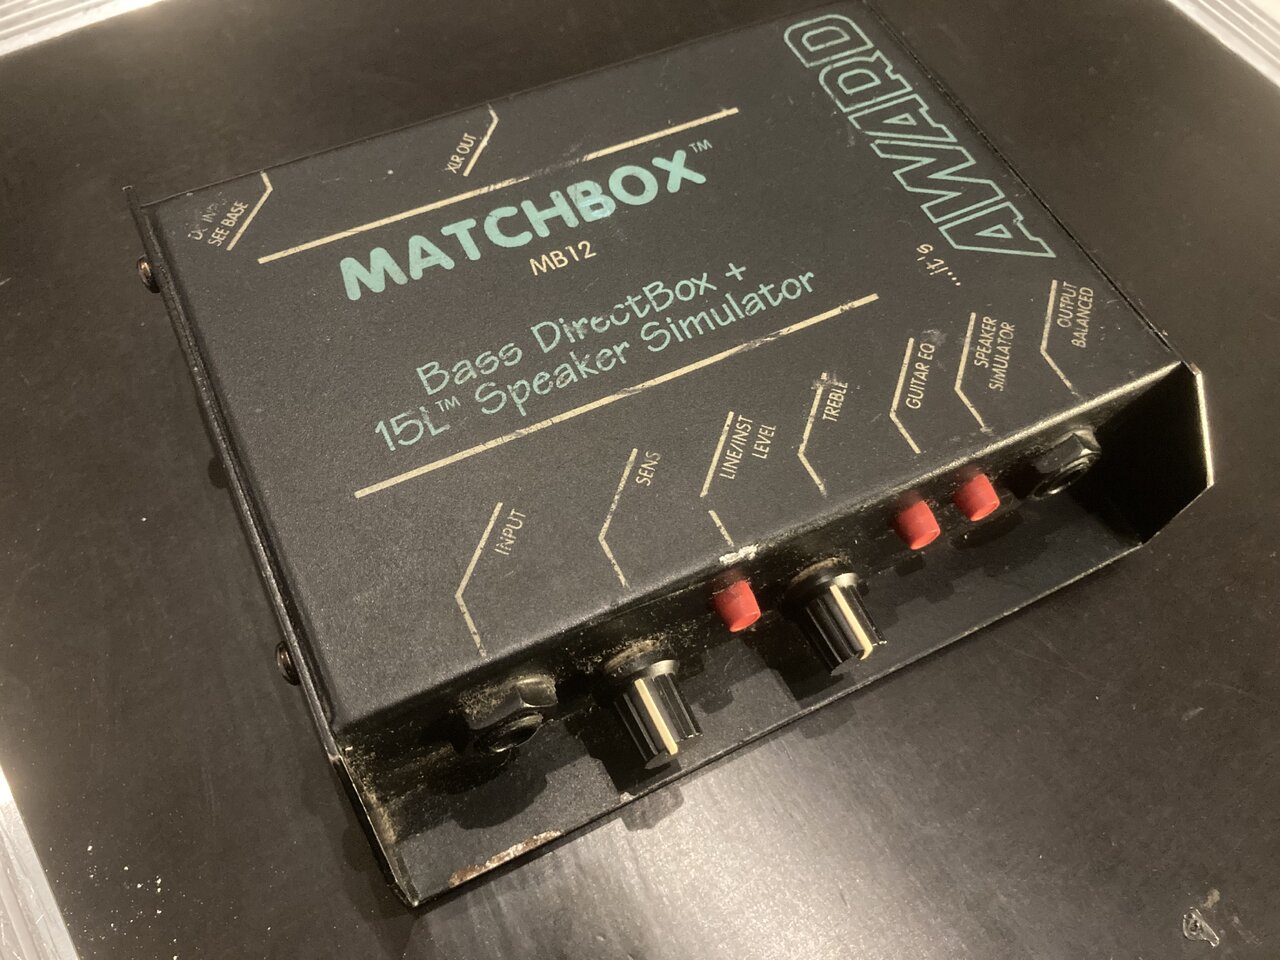 AWARD
...it's
XLR OUT
SEE BASE
MATCHBOX™
MB12
Bass DirectBox +
15L™ Speaker Simulator
INPUT
SENS
LINE/INST
LEVEL
TREBLE
GUITAR EQ
SPEAKER
SIMULATOR
OUTPUT
BALANCED